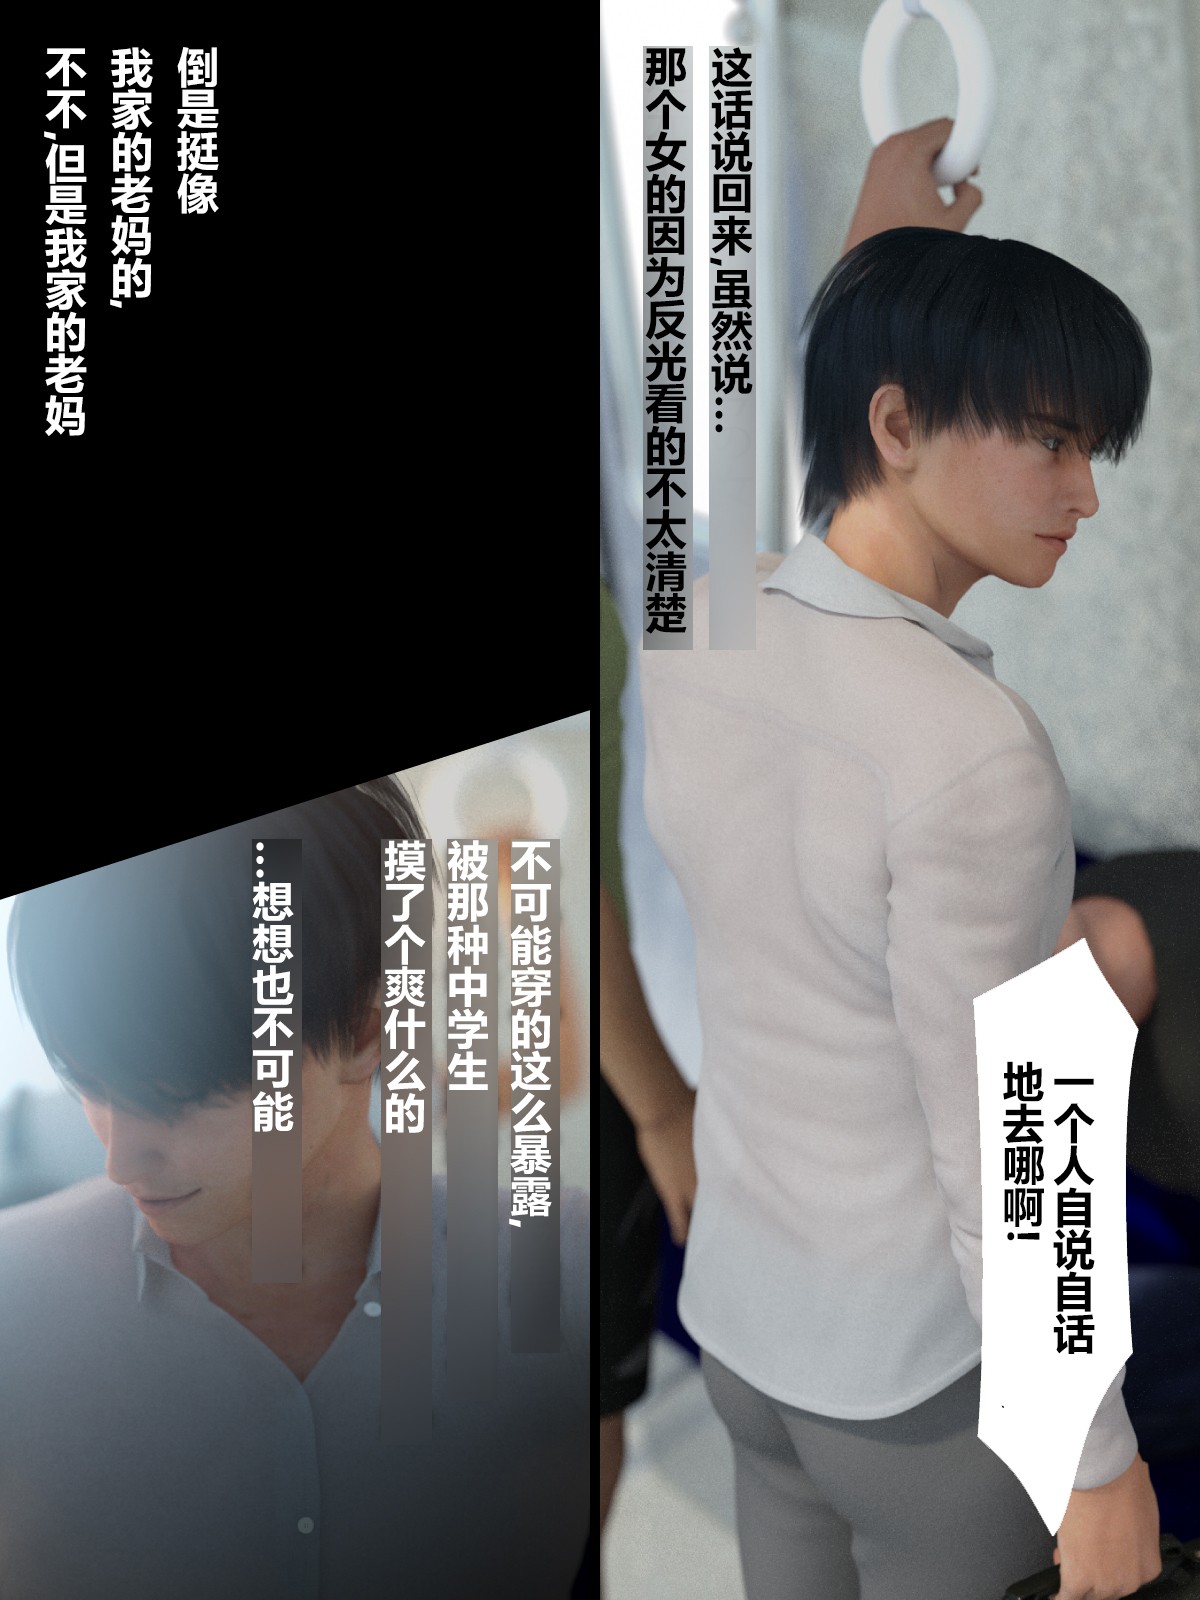 这话说回来,虽然说…
那个女的因为反光看的不太清楚
一个人自说自话
地去哪啊!
倒是挺像
我家的老妈的,
不不,但是我家的老妈
不可能穿的这么暴露,
被那种中学生
摸了个爽什么的
…想想也不可能